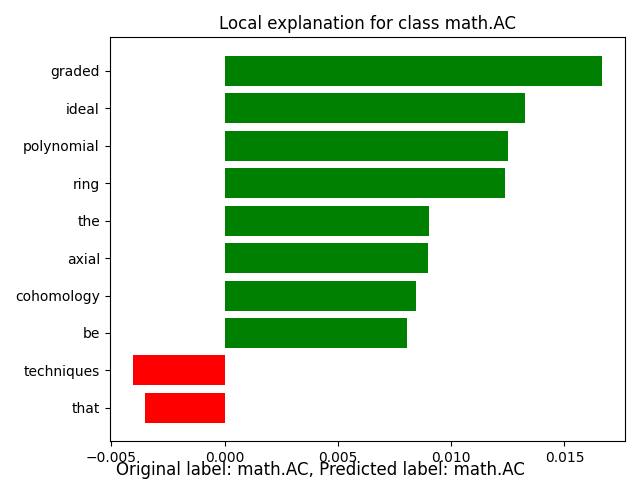 Local explanation for class math.AC
graded
ideal
polynomial
ring
the
axial
cohomology
be
techniques
that
−0.005 0.000 0.005 0.010 0.015
Original label: math.AC, Predicted label: math.AC